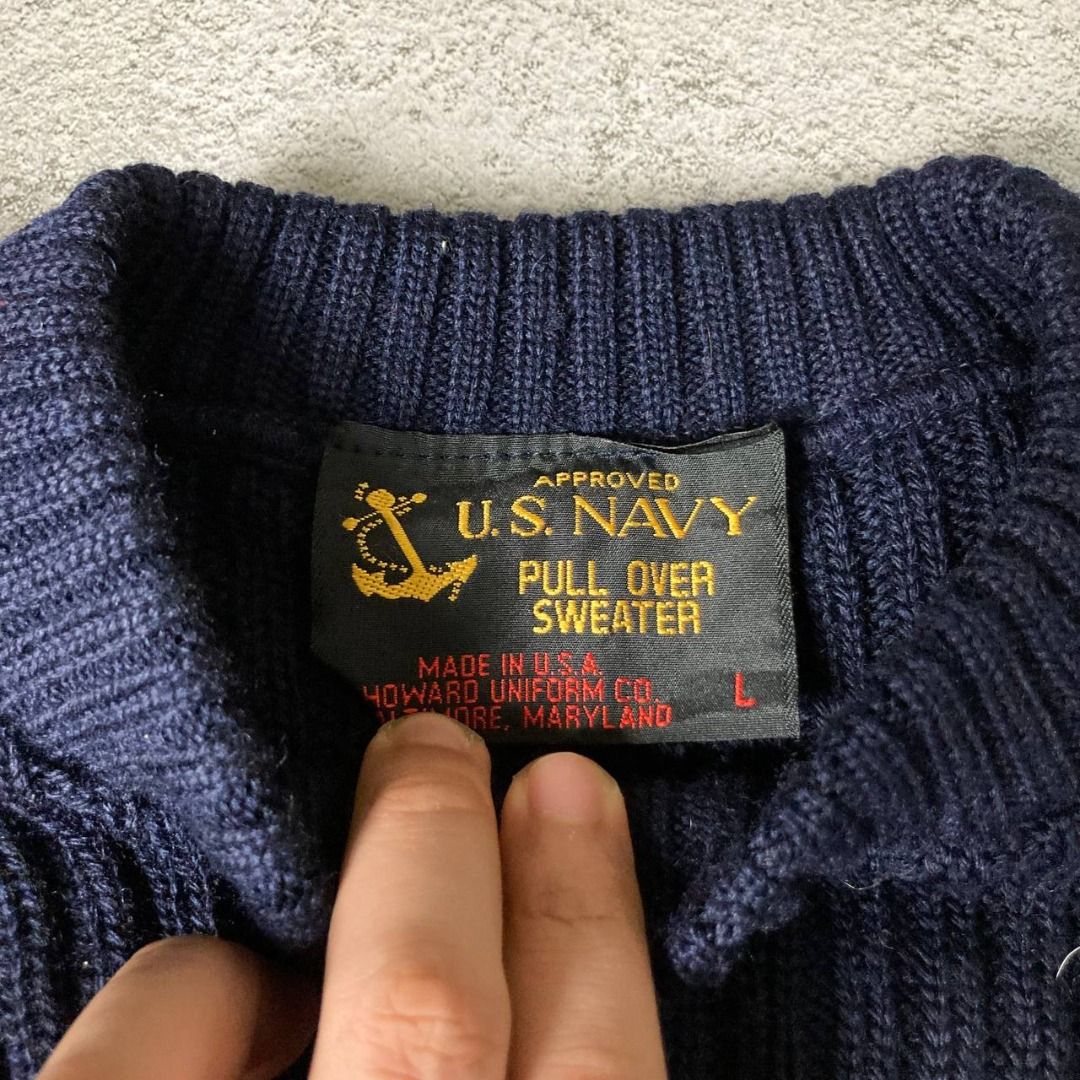 APPROVED
U.S. NAVY
PULL OVER
SWEATER
MADE IN U.S.A.
HOWARD UNIFORM CO.
L
MARYLAND